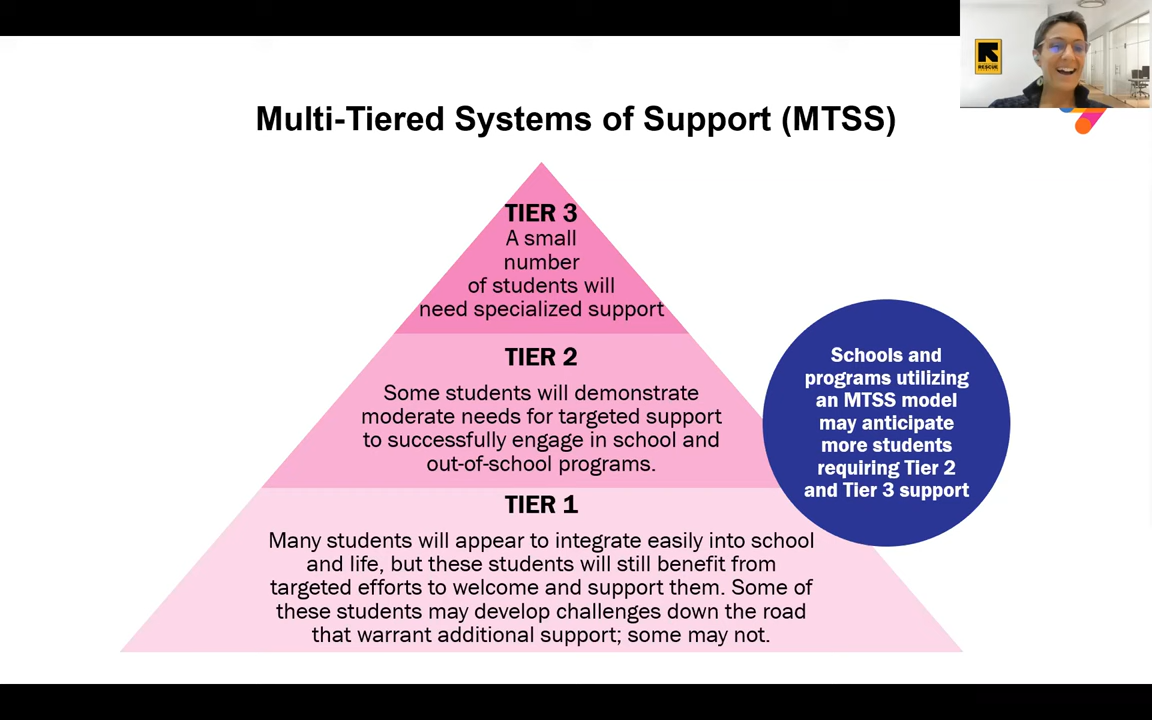 RESCUE
Multi-Tiered Systems of Support (MTSS)
TIER 3
A small
number
of students will
need specialized support
TIER 2
Some students will demonstrate
moderate needs for targeted support
to successfully engage in school and
out-of-school programs.
Schools and
programs utilizing
an MTSS model
may anticipate
more students
requiring Tier 2
and Tier 3 support
TIER 1
Many students will appear to integrate easily into school
and life, but these students will still benefit from
targeted efforts to welcome and support them. Some of
these students may develop challenges down the road
that warrant additional support; some may not.